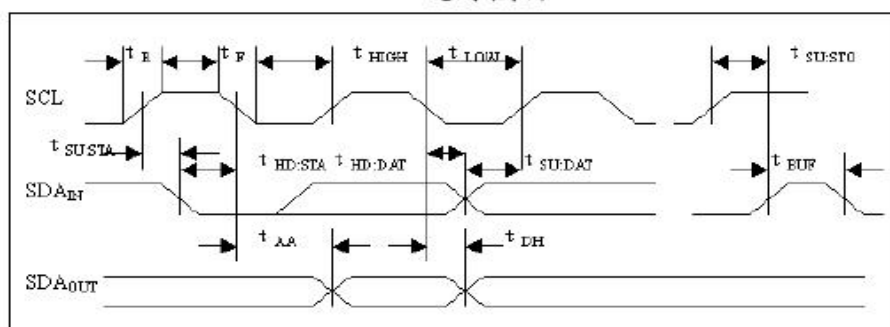 t R t F t HIGH t LOW t SU:STO
SCL
t SU:STA t HD:STA t HD:DAT t SU:DAT t BUF
SDA IN
t AA t DH
SDA OUT